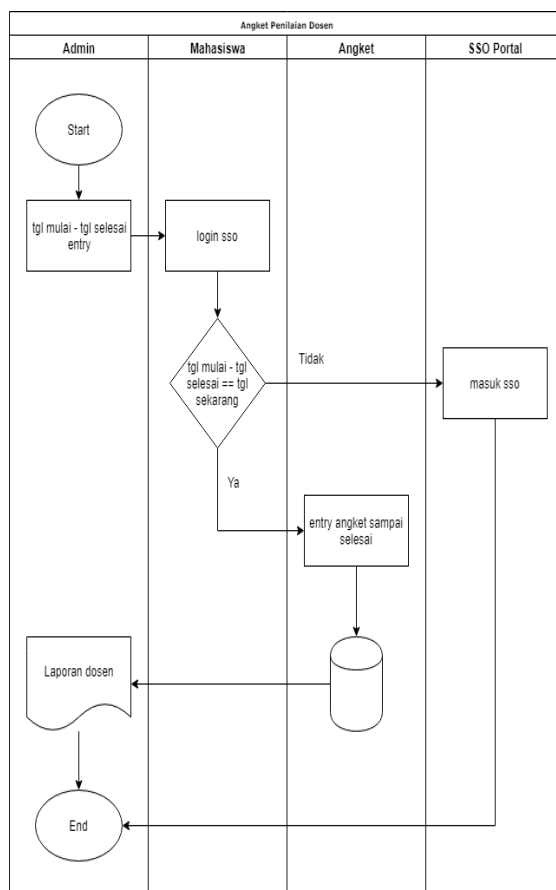 Angket Penilaian Dosen
Admin
Mahasiswa
Angket
SSO Portal
Start
tgl mulai - tgl selesai
entry
login sso
tgl mulai - tgl
selesai == tgl
sekarang
Tidak
masuk sso
Ya
entry angket sampai
selesai
Laporan dosen
End